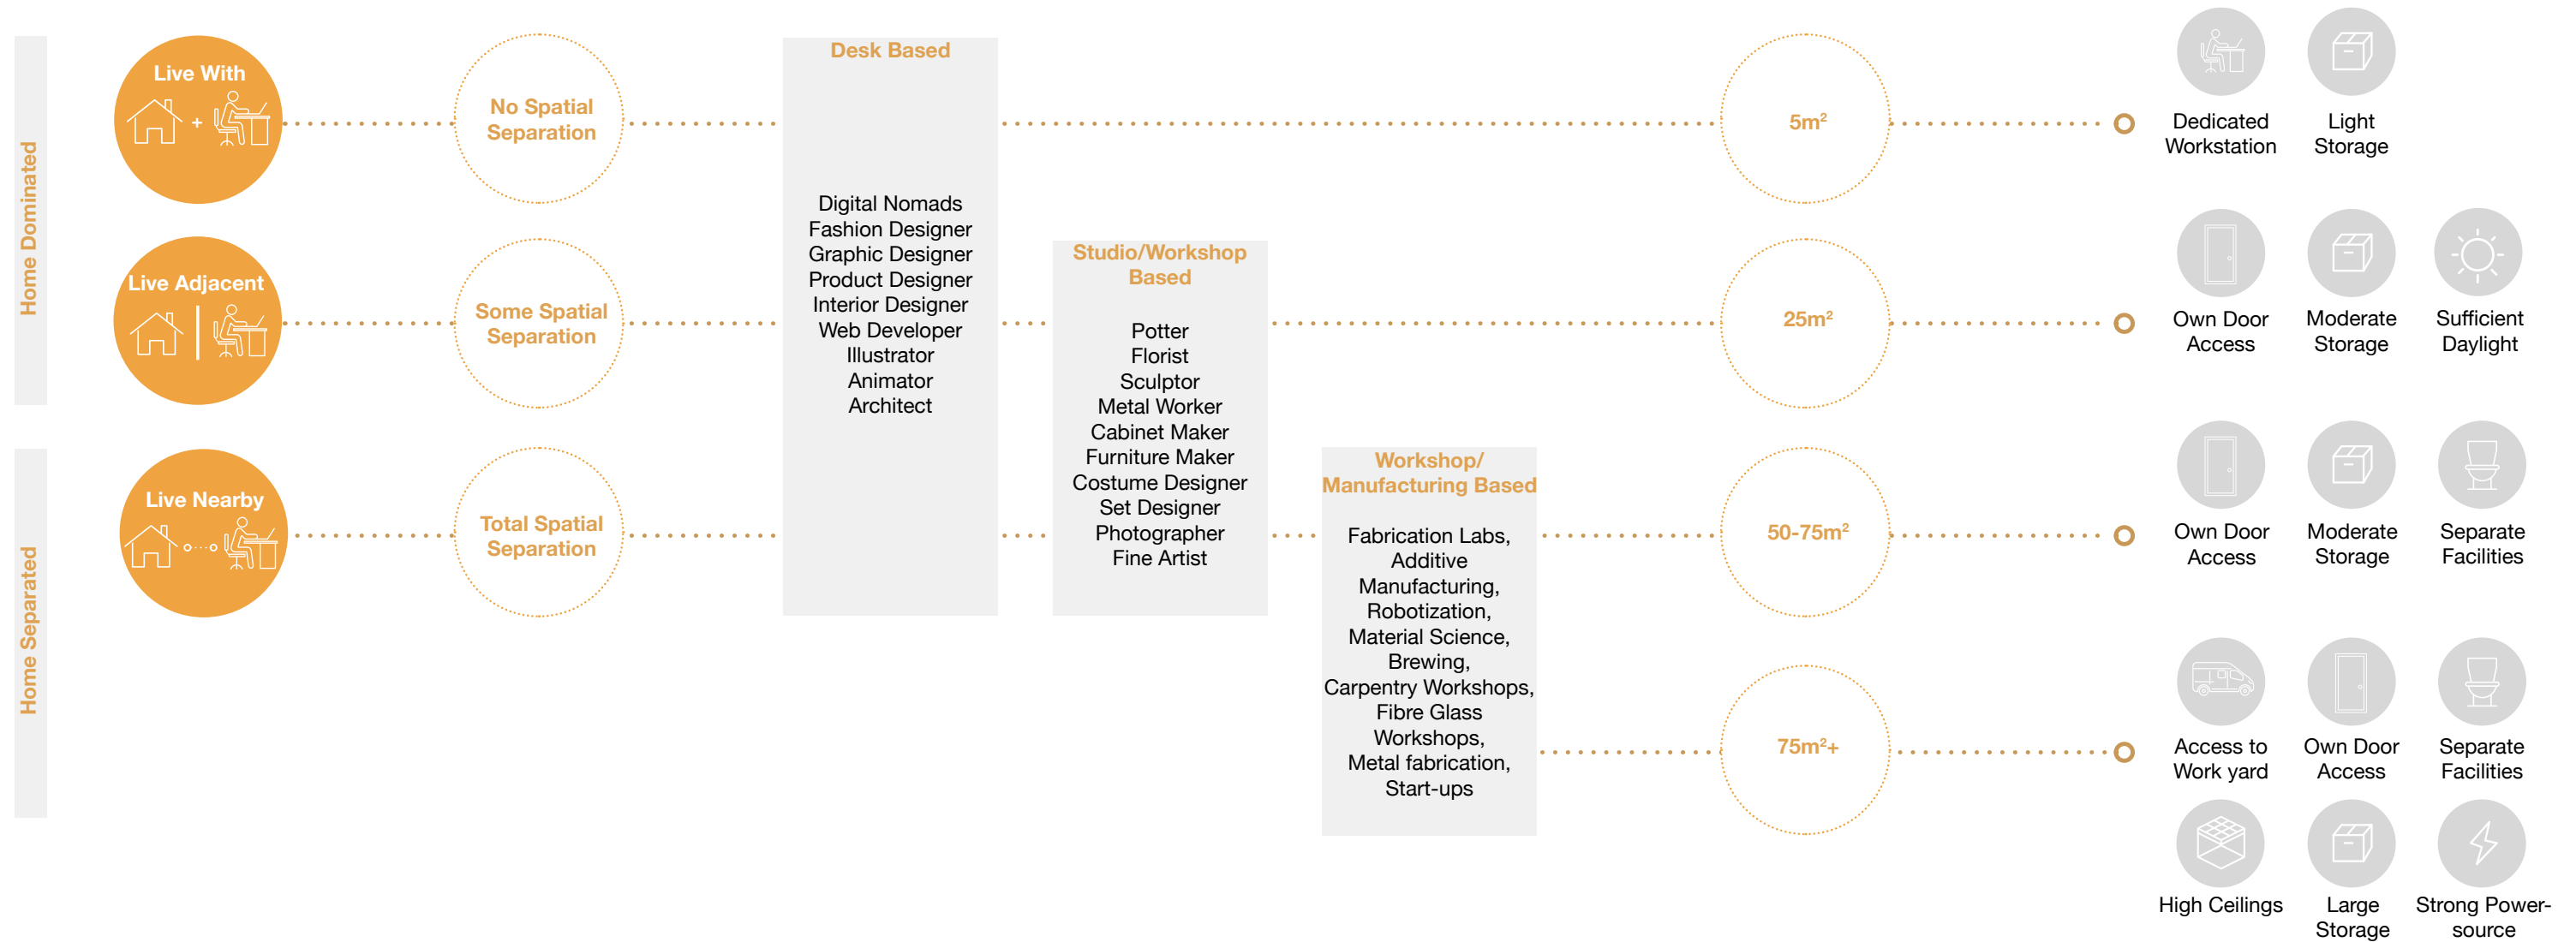 Home Dominated
Live With
+
No Spatial
Separation
Desk Based
Digital Nomads
Fashion Designer
Graphic Designer
Product Designer
Interior Designer
Web Developer
Illustrator
Animator
Architect
5m²
Dedicated
Workstation
Light
Storage
Live Adjacent
Some Spatial
Separation
Studio/Workshop
Based
Potter
Florist
Sculptor
Metal Worker
Cabinet Maker
Furniture Maker
Costume Designer
Set Designer
Photographer
Fine Artist
25m²
Own Door
Access
Moderate
Storage
Sufficient
Daylight
Home Separated
Live Nearby
Total Spatial
Separation
Workshop/
Manufacturing Based
Fabrication Labs,
Additive
Manufacturing,
Robotization,
Material Science,
Brewing,
Carpentry Workshops,
Fibre Glass
Workshops,
Metal fabrication,
Start-ups
50-75m²
Own Door
Access
Moderate
Storage
Separate
Facilities
75m²+
Access to
Work yard
Own Door
Access
Separate
Facilities
High Ceilings
Large
Storage
Strong Power-
source